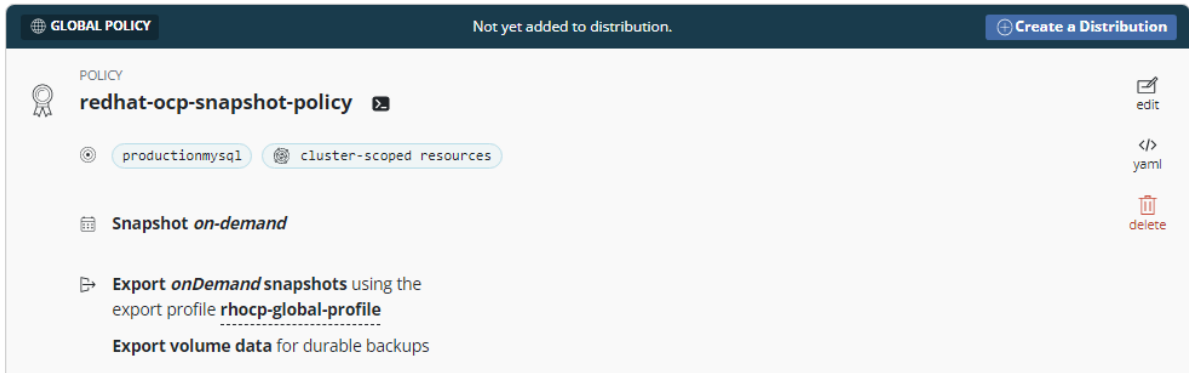 GLOBAL POLICY
Not yet added to distribution.
Create a Distribution
POLICY
redhat-ocp-snapshot-policy
edit
productionmysql
cluster-scoped resources
</>
yaml
Snapshot on-demand
delete
Export onDemand snapshots using the
export profile rhocp-global-profile
Export volume data for durable backups